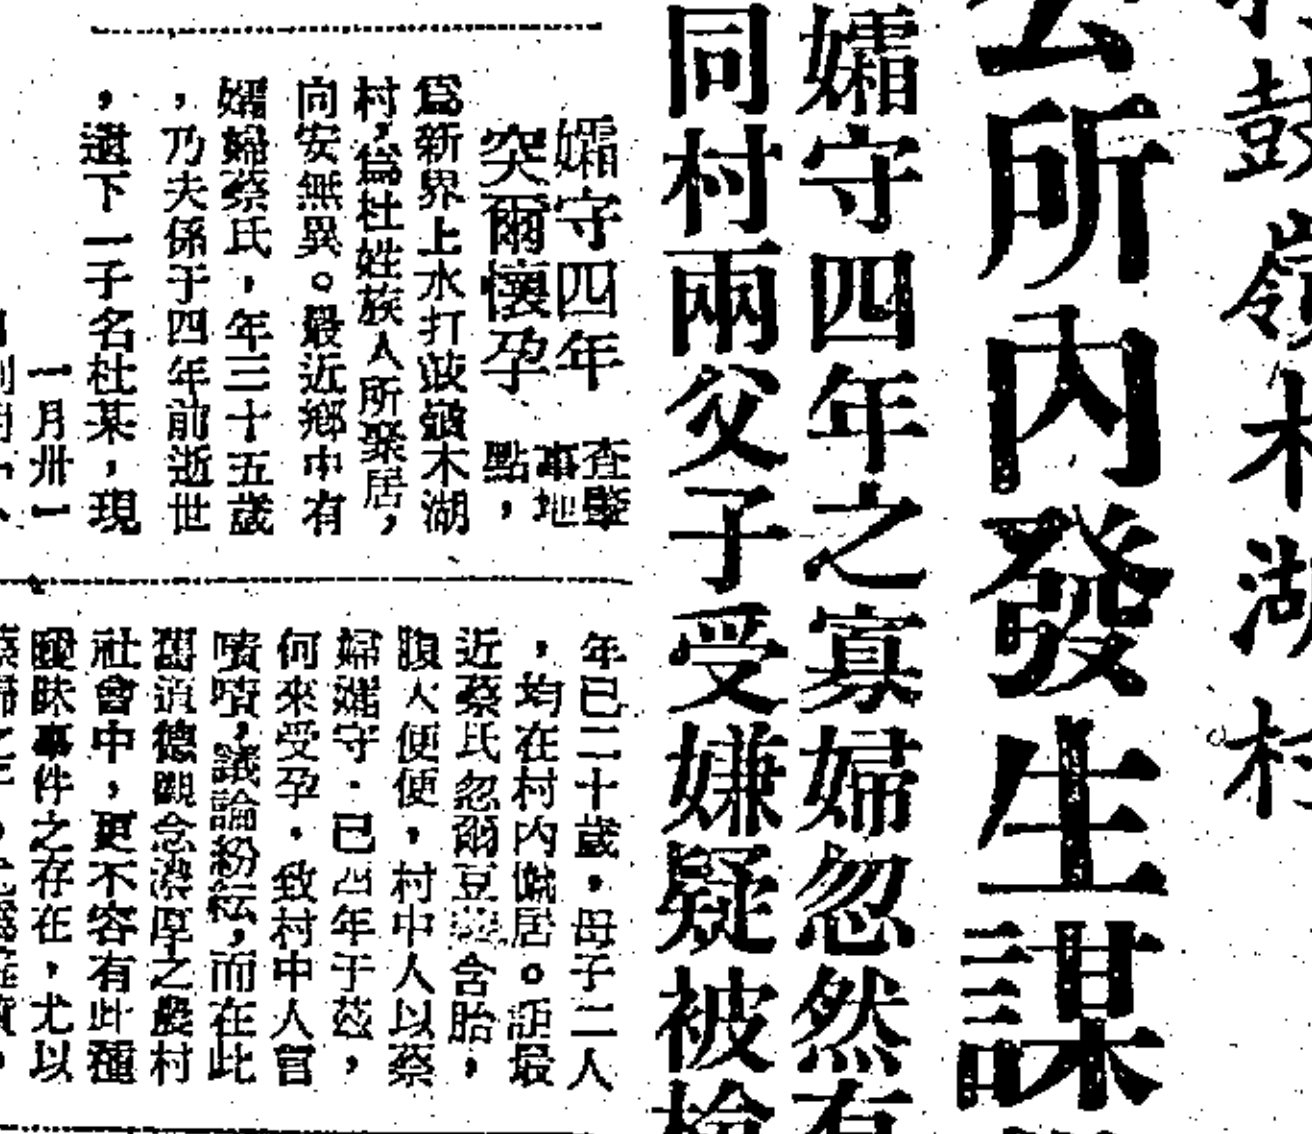 鼓嶺木湖村
公所內發生謀
孀守四年之寡婦忽然有
同村兩父子受嫌疑被檢
孀守四年
突爾懷孕
查肇
事地
點，
爲新界上水打鼓嶺木湖
村，爲杜姓族人所聚居，
向安無異。最近鄉中有
孀婦蔡氏，年三十五歲
，乃夫係于四年前逝世
，遺下一子名杜某，現
一月卅一
年已二十歲，母子二人
，均在村內居。詎最
近蔡氏忽爾豆蔻含胎，
腹大便便，村中人以蔡
婦孀守．已四年于茲，
何來受孕，致村中人嘗
嘖嘖，議論紛紜，而在此
舊道德觀念濃厚之農村
社會中，更不容有此種
曖昧事件之存在，尤以